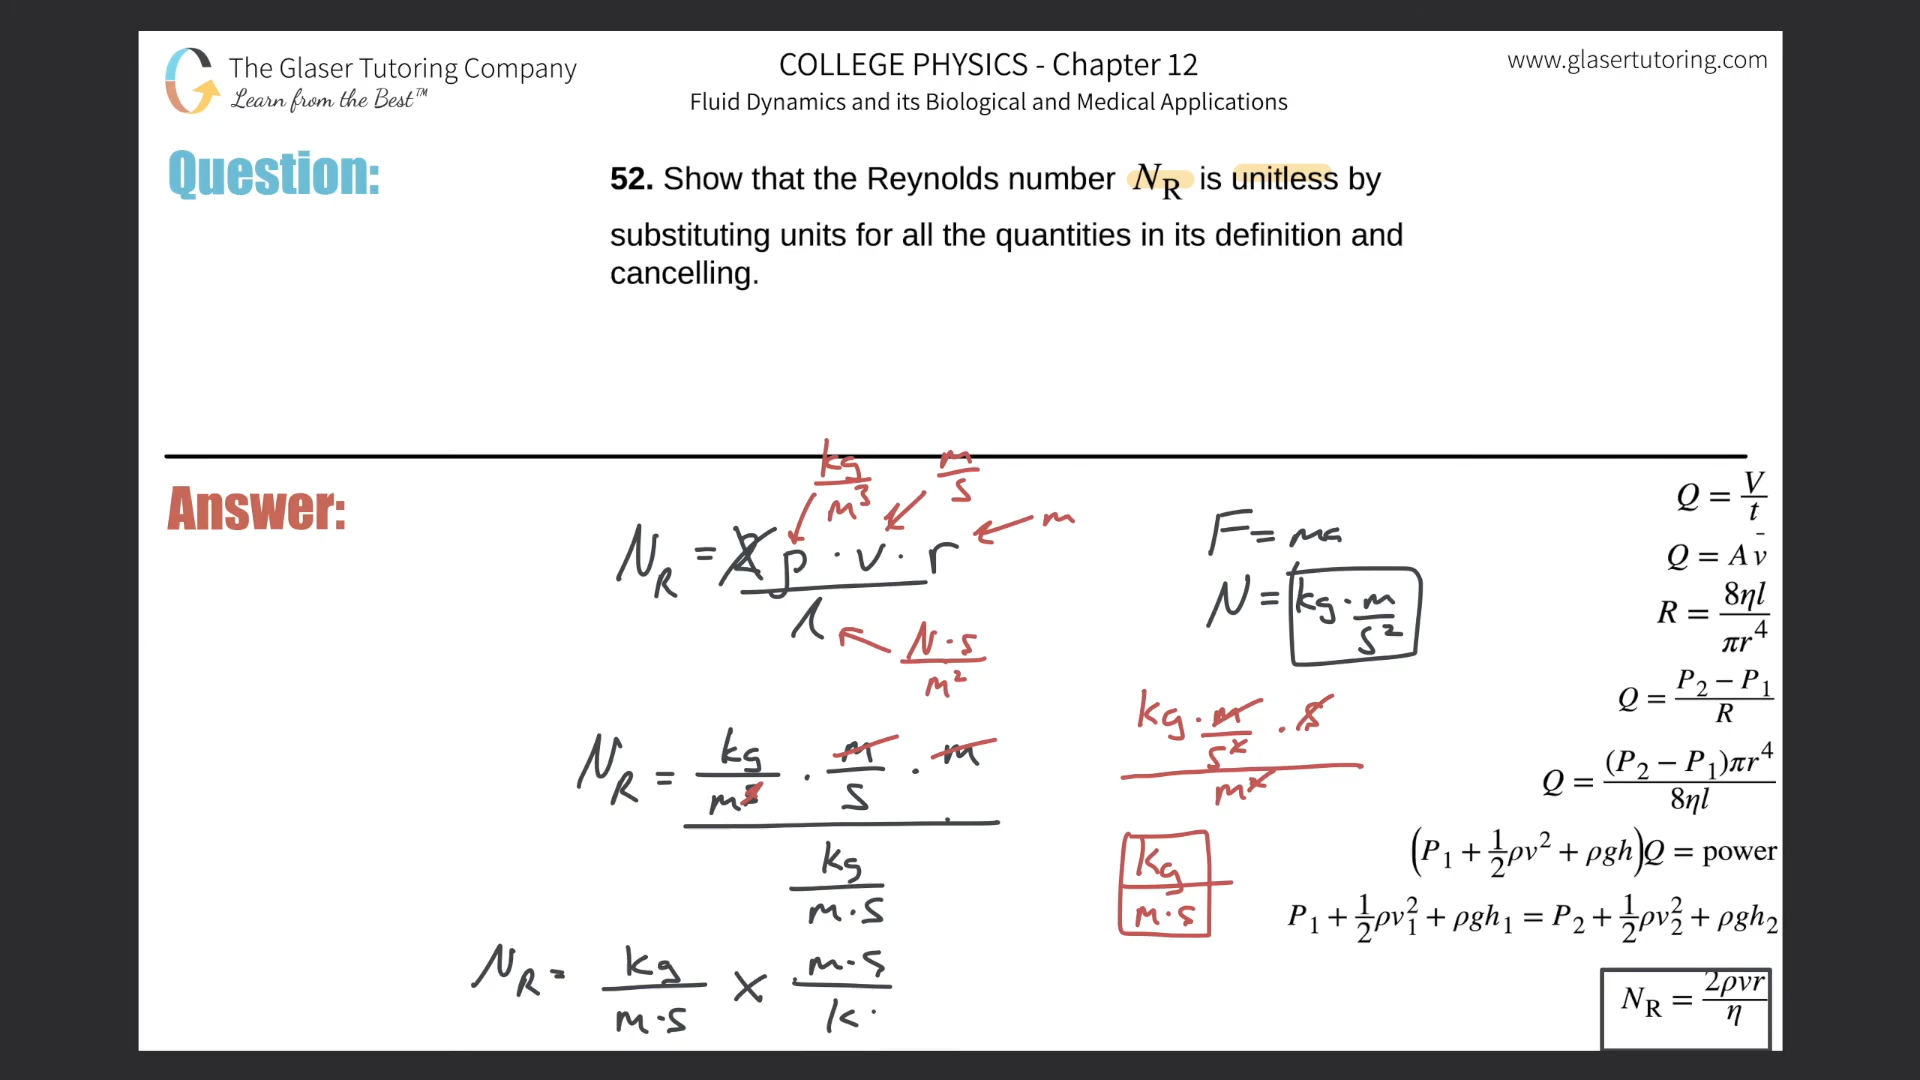 The Glaser Tutoring Company
Learn from the Best™
COLLEGE PHYSICS - Chapter 12
Fluid Dynamics and its Biological and Medical Applications
www.glasertutoring.com
Question:
52. Show that the Reynolds number N_R is unitless by
substituting units for all the quantities in its definition and
cancelling.
Answer:
kg/m³ m/s
N_R = 2ρ · v · r / η ← m
N·s/m²
F = ma
N = kg · m/s²
N_R = (kg/m³ · m/s · m) / (kg/m·s)
(kg · m/s² · s) / m²
kg/m·s
N_R = kg/m·s × m·s/k
Q = V/t
Q = A v̄
R = 8ηl/πr⁴
Q = (P₂ − P₁)/R
Q = (P₂ − P₁)πr⁴/8ηl
(P₁ + ½ρv² + ρgh)Q = power
P₁ + ½ρv₁² + ρgh₁ = P₂ + ½ρv₂² + ρgh₂
N_R = 2ρvr/η